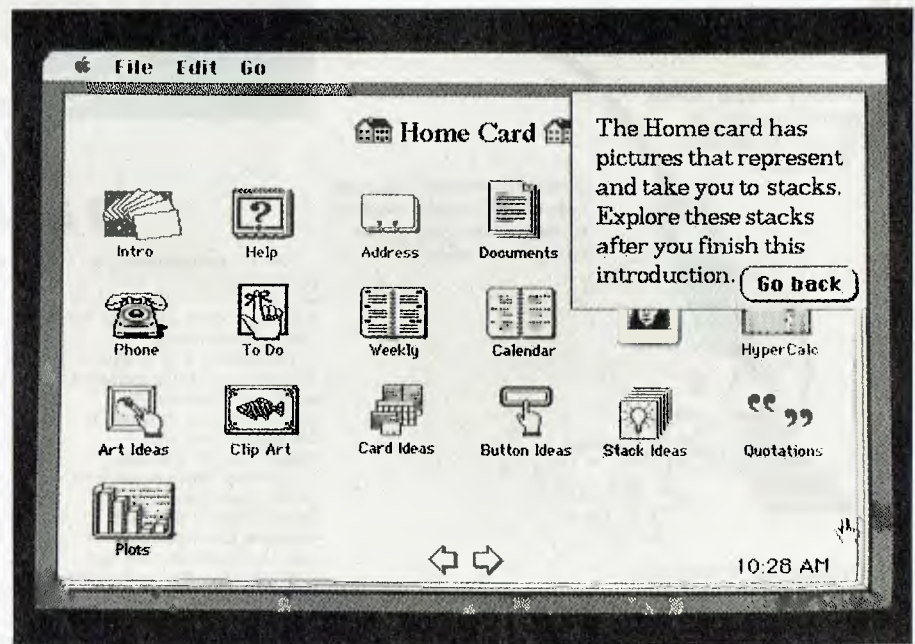 File Edit Go
Home Card
The Home card has
pictures that represent
and take you to stacks.
Explore these stacks
after you finish this
introduction.
Go back
Intro
Help
Address
Documents
Phone
To Do
Weekly
Calendar
HyperCalc
Art Ideas
Clip Art
Card Ideas
Button Ideas
Stack Ideas
Quotations
Plots
10:28 AM